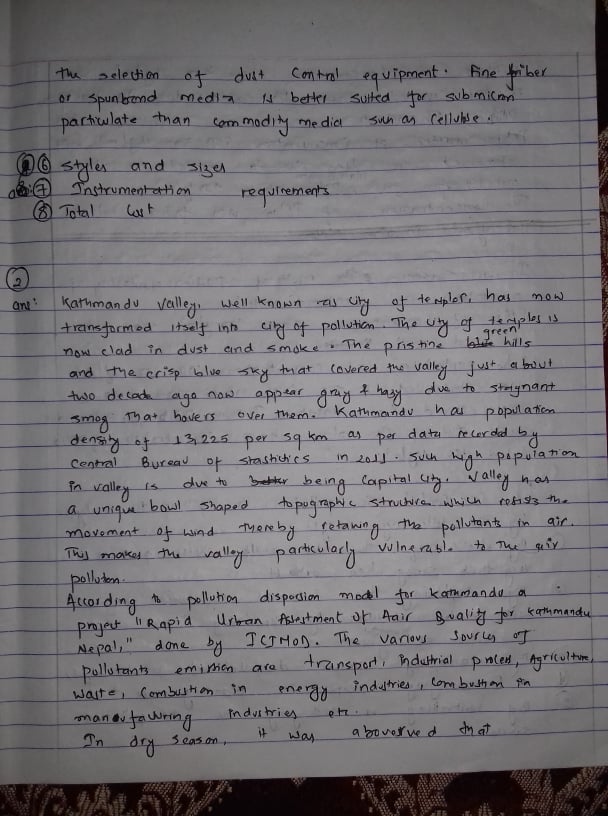 the selection of dust control equipment. Fine friber
or spunbond media is better suited for submicron
particulate than commodity media such as cellulose.
⑥ styles and sizes
⑦ Instrumentation requirements
⑧ Total Cost
②
ans: Kathmandu valley, well known as city of temples, has now
transformed itself into city of pollution. The city of temples is
now clad in dust and smoke. The pristine green hills
and the crisp blue sky that covered the valley just about
two decade ago now appear gray & hazy due to stagnant
smog that hovers over them. Kathmandu has population
density of 13,225 per sq km as per data recorded by
Central Bureau of stastictics in 2011. Such high population
in valley is due to being Capital city. Valley has
a unique bowl shaped topographic structure which resists the
movement of wind thereby retaining the pollutants in air.
This makes the valley particularly vulnerable to the air
polluton.
According to pollution dispersion model for kathmandu a
project "Rapid Urban Assestment of Aair Quality for kathmandu
Nepal," done by ICIMOD. The various sources of
pollutants emission are transport, industrial process, Agriculture,
waste, combustion in energy industries, combustion in
manufauring industries etc.
In dry season, it was aboverved that